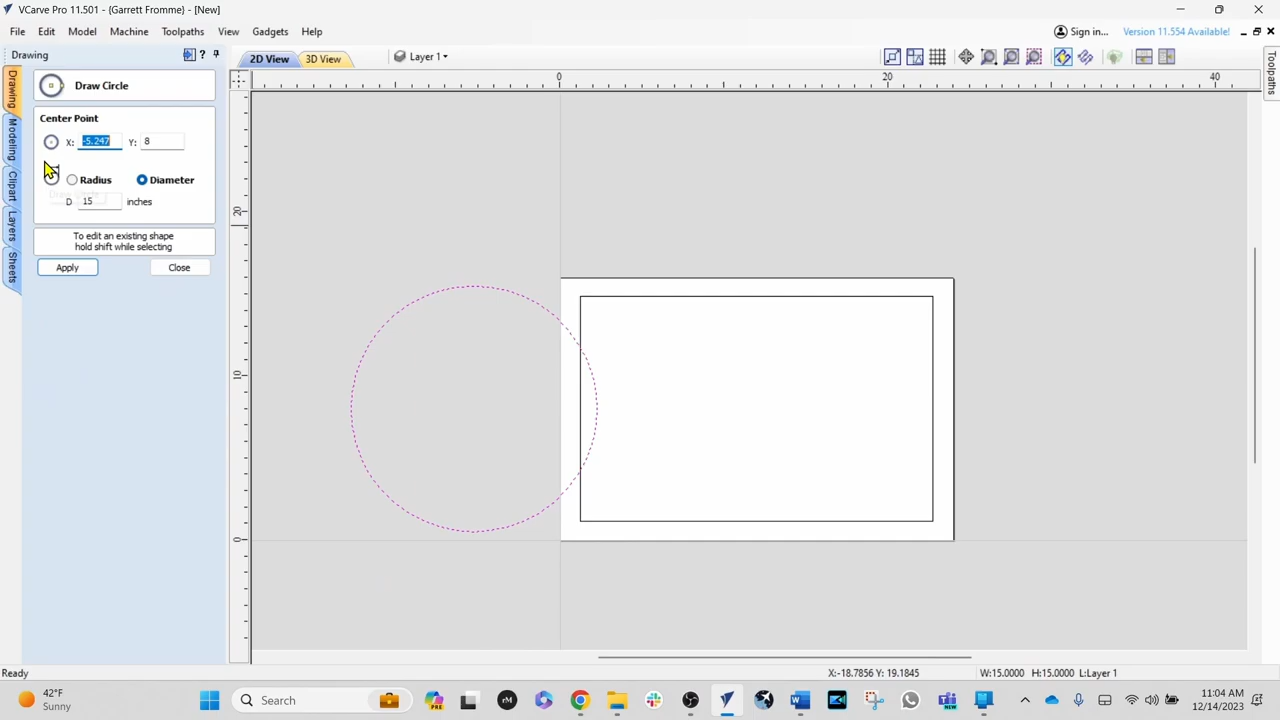 VCarve Pro 11.501 - {Garrett Fromme} - [New]
File Edit Model Machine Toolpaths View Gadgets Help
Sign in... Version 11.554 Available!
Drawing
2D View 3D View Layer 1
Drawing
Modeling
Clipart
Layers
Sheets
Draw Circle
Center Point
X: -5.247 Y: 8
Radius Diameter
D 15 inches
To edit an existing shape
hold shift while selecting
Apply Close
0 20 40
20
10
0
Toolpaths
Ready
X:-18.7856 Y: 19.1845 W:15.0000 H:15.0000 L:Layer 1
42°F
Sunny
Search
11:04 AM
12/14/2023